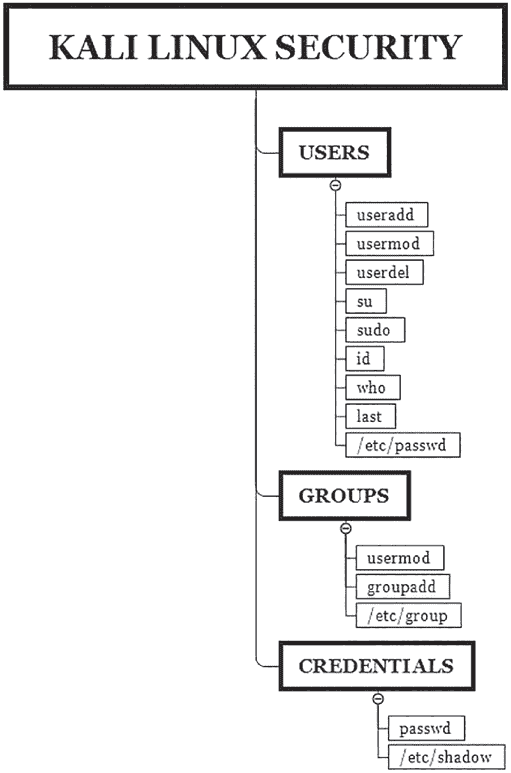 KALI LINUX SECURITY
USERS
useradd
usermod
userdel
su
sudo
id
who
last
/etc/passwd
GROUPS
usermod
groupadd
/etc/group
CREDENTIALS
passwd
/etc/shadow